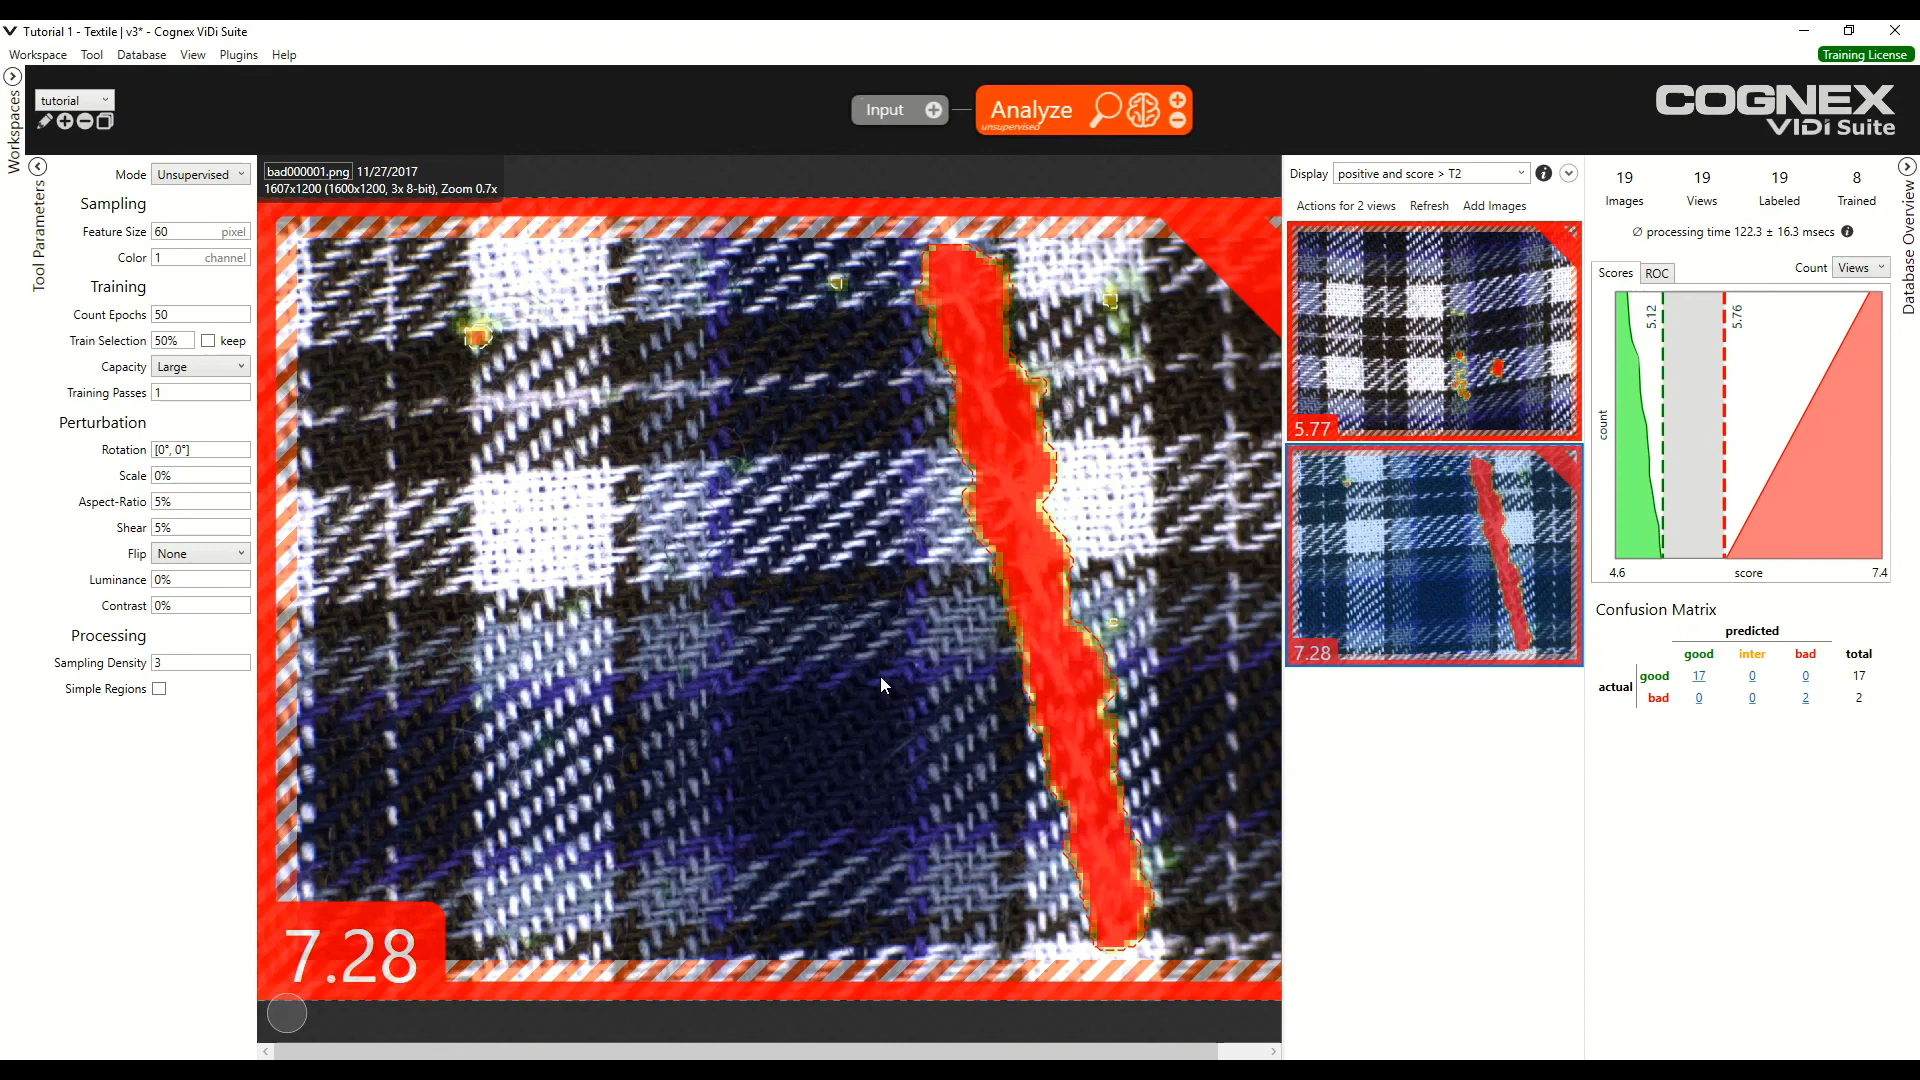 Tutorial 1 - Textile | v3* - Cognex ViDi Suite
Workspace Tool Database View Plugins Help
Training License
Workspaces
tutorial
Input
Analyze
unsupervised
COGNEX
ViDi Suite
Tool Parameters
Mode Unsupervised
Sampling
Feature Size 60 pixel
Color 1 channel
Training
Count Epochs 50
Train Selection 50% keep
Capacity Large
Training Passes 1
Perturbation
Rotation [0°, 0°]
Scale 0%
Aspect-Ratio 5%
Shear 5%
Flip None
Luminance 0%
Contrast 0%
Processing
Sampling Density 3
Simple Regions
bad000001.png 11/27/2017
1607x1200 (1600x1200, 3x 8-bit), Zoom 0.7x
7.28
Display positive and score > T2
Actions for 2 views Refresh Add Images
5.77
7.28
19 19 19 8
Images Views Labeled Trained
∅ processing time 122.3 ± 16.3 msecs
Scores ROC Count Views
5.12
5.76
count
4.6 score 7.4
Confusion Matrix
predicted
good inter bad total
actual
good 17 0 0 17
bad 0 0 2 2
Database Overview